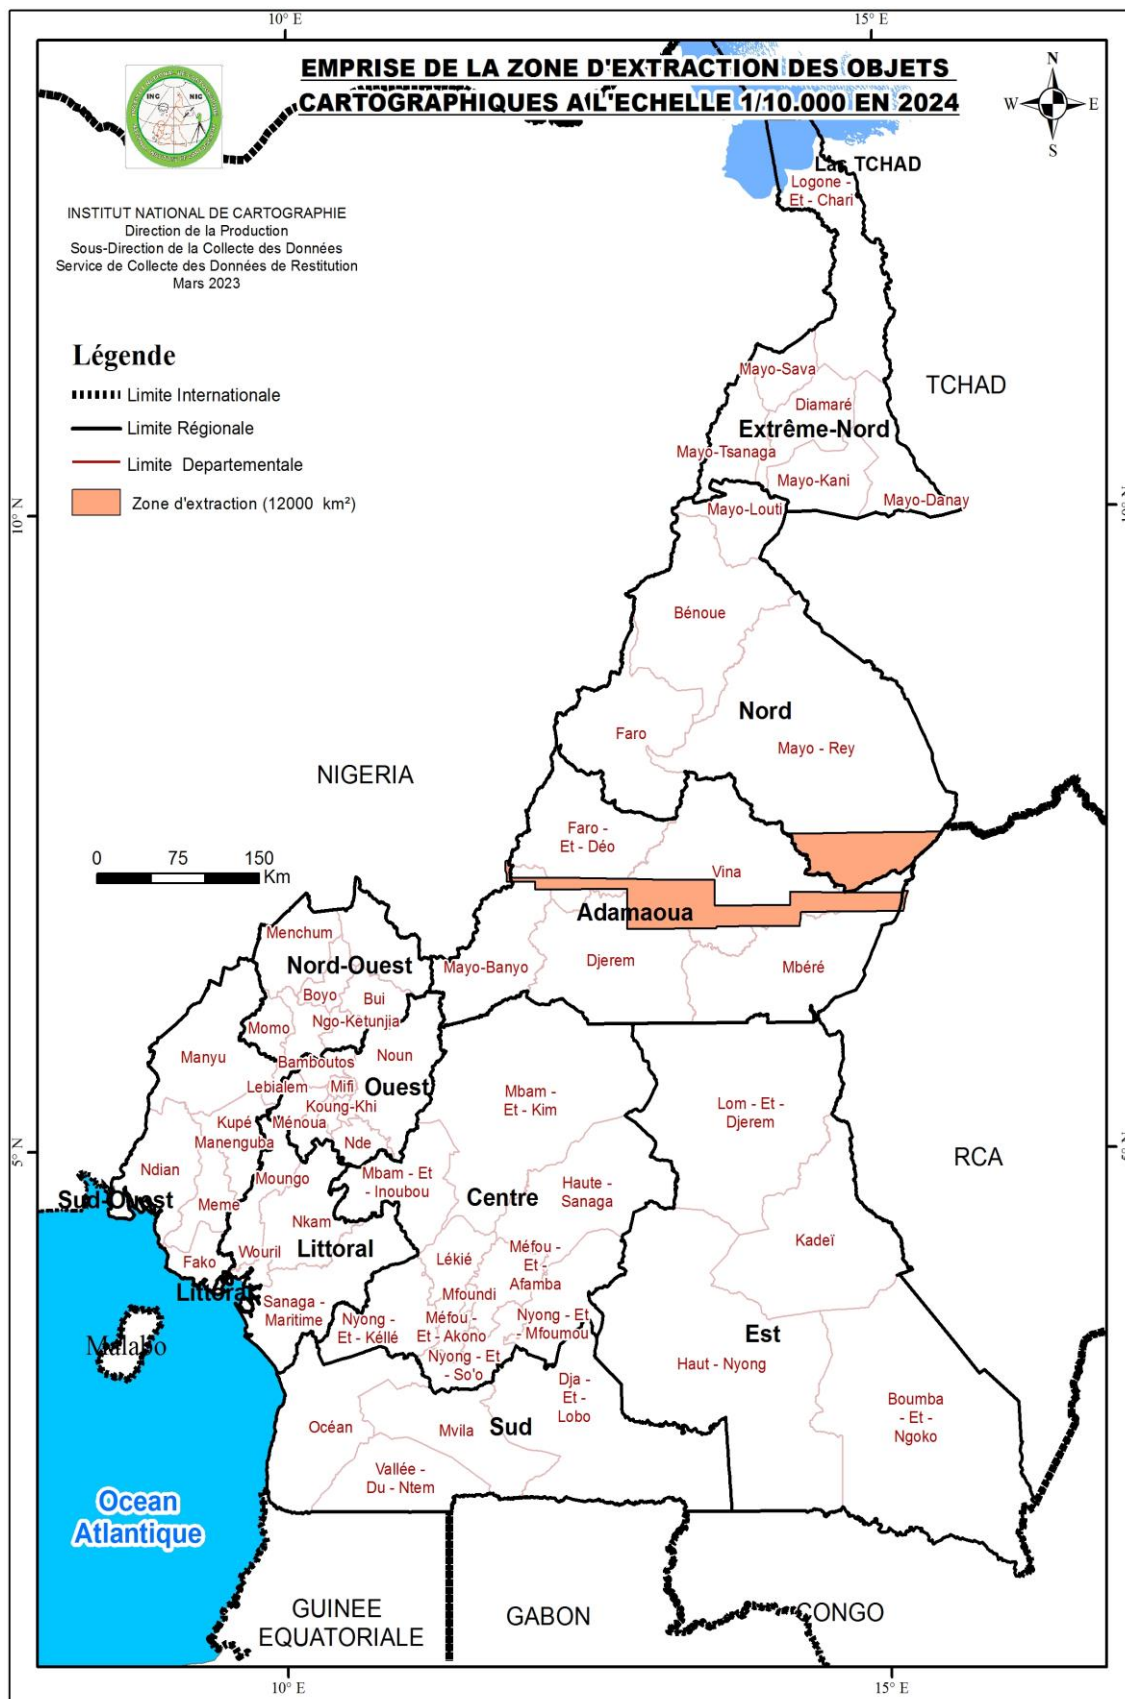 10° E
15° E
EMPRISE DE LA ZONE D'EXTRACTION DES OBJETS
CARTOGRAPHIQUES A L'ECHELLE 1/10.000 EN 2024
N
W
E
S
ING
NIG
INSTITUT NATIONAL DE CARTOGRAPHIE
Direction de la Production
Sous-Direction de la Collecte des Données
Service de Collecte des Données de Restitution
Mars 2023
Légende
Limite Internationale
Limite Régionale
Limite Departementale
Zone d'extraction (12000 km²)
Lac TCHAD
Logone -
Et - Chari
TCHAD
Mayo-Sava
Diamaré
Extrême-Nord
Mayo-Tsanaga
Mayo-Kani
Mayo-Danay
Mayo-Louti
10° N
Bénoue
Nord
Faro
Mayo - Rey
NIGERIA
Faro -
Et - Déo
Vina
0 75 150
Km
Adamaoua
Menchum
Nord-Ouest
Mayo-Banyo
Djerem
Mbéré
Boyo
Bui
Momo
Ngo-Ketunjia
Manyu
Bamboutos
Noun
Lebialem
Mifi
Ouest
Mbam -
Et - Kim
Lom - Et -
Djerem
Koung-Khi
Kupé
Manenguba
Ménoua
Nde
RCA
5° N
Ndian
Moungo
Mbam - Et
- Inoubou
Sud-Ouest
Meme
Centre
Haute -
Sanaga
Nkam
Littoral
Kadeï
Fako
Wouril
Lékié
Méfou -
Et -
Afamba
Littoral
Sanaga -
Maritime
Mfoundi
Nyong -
Et - Kéllé
Méfou -
Et - Akono
Nyong - Et
- Mfoumou
Est
Malabo
Nyong - Et
- So'o
Haut - Nyong
Dja -
Et -
Lobo
Boumba
- Et -
Ngoko
Océan
Mvila
Sud
Vallée -
Du - Ntem
Ocean
Atlantique
GUINEE
EQUATORIALE
GABON
CONGO
10° E
15° E